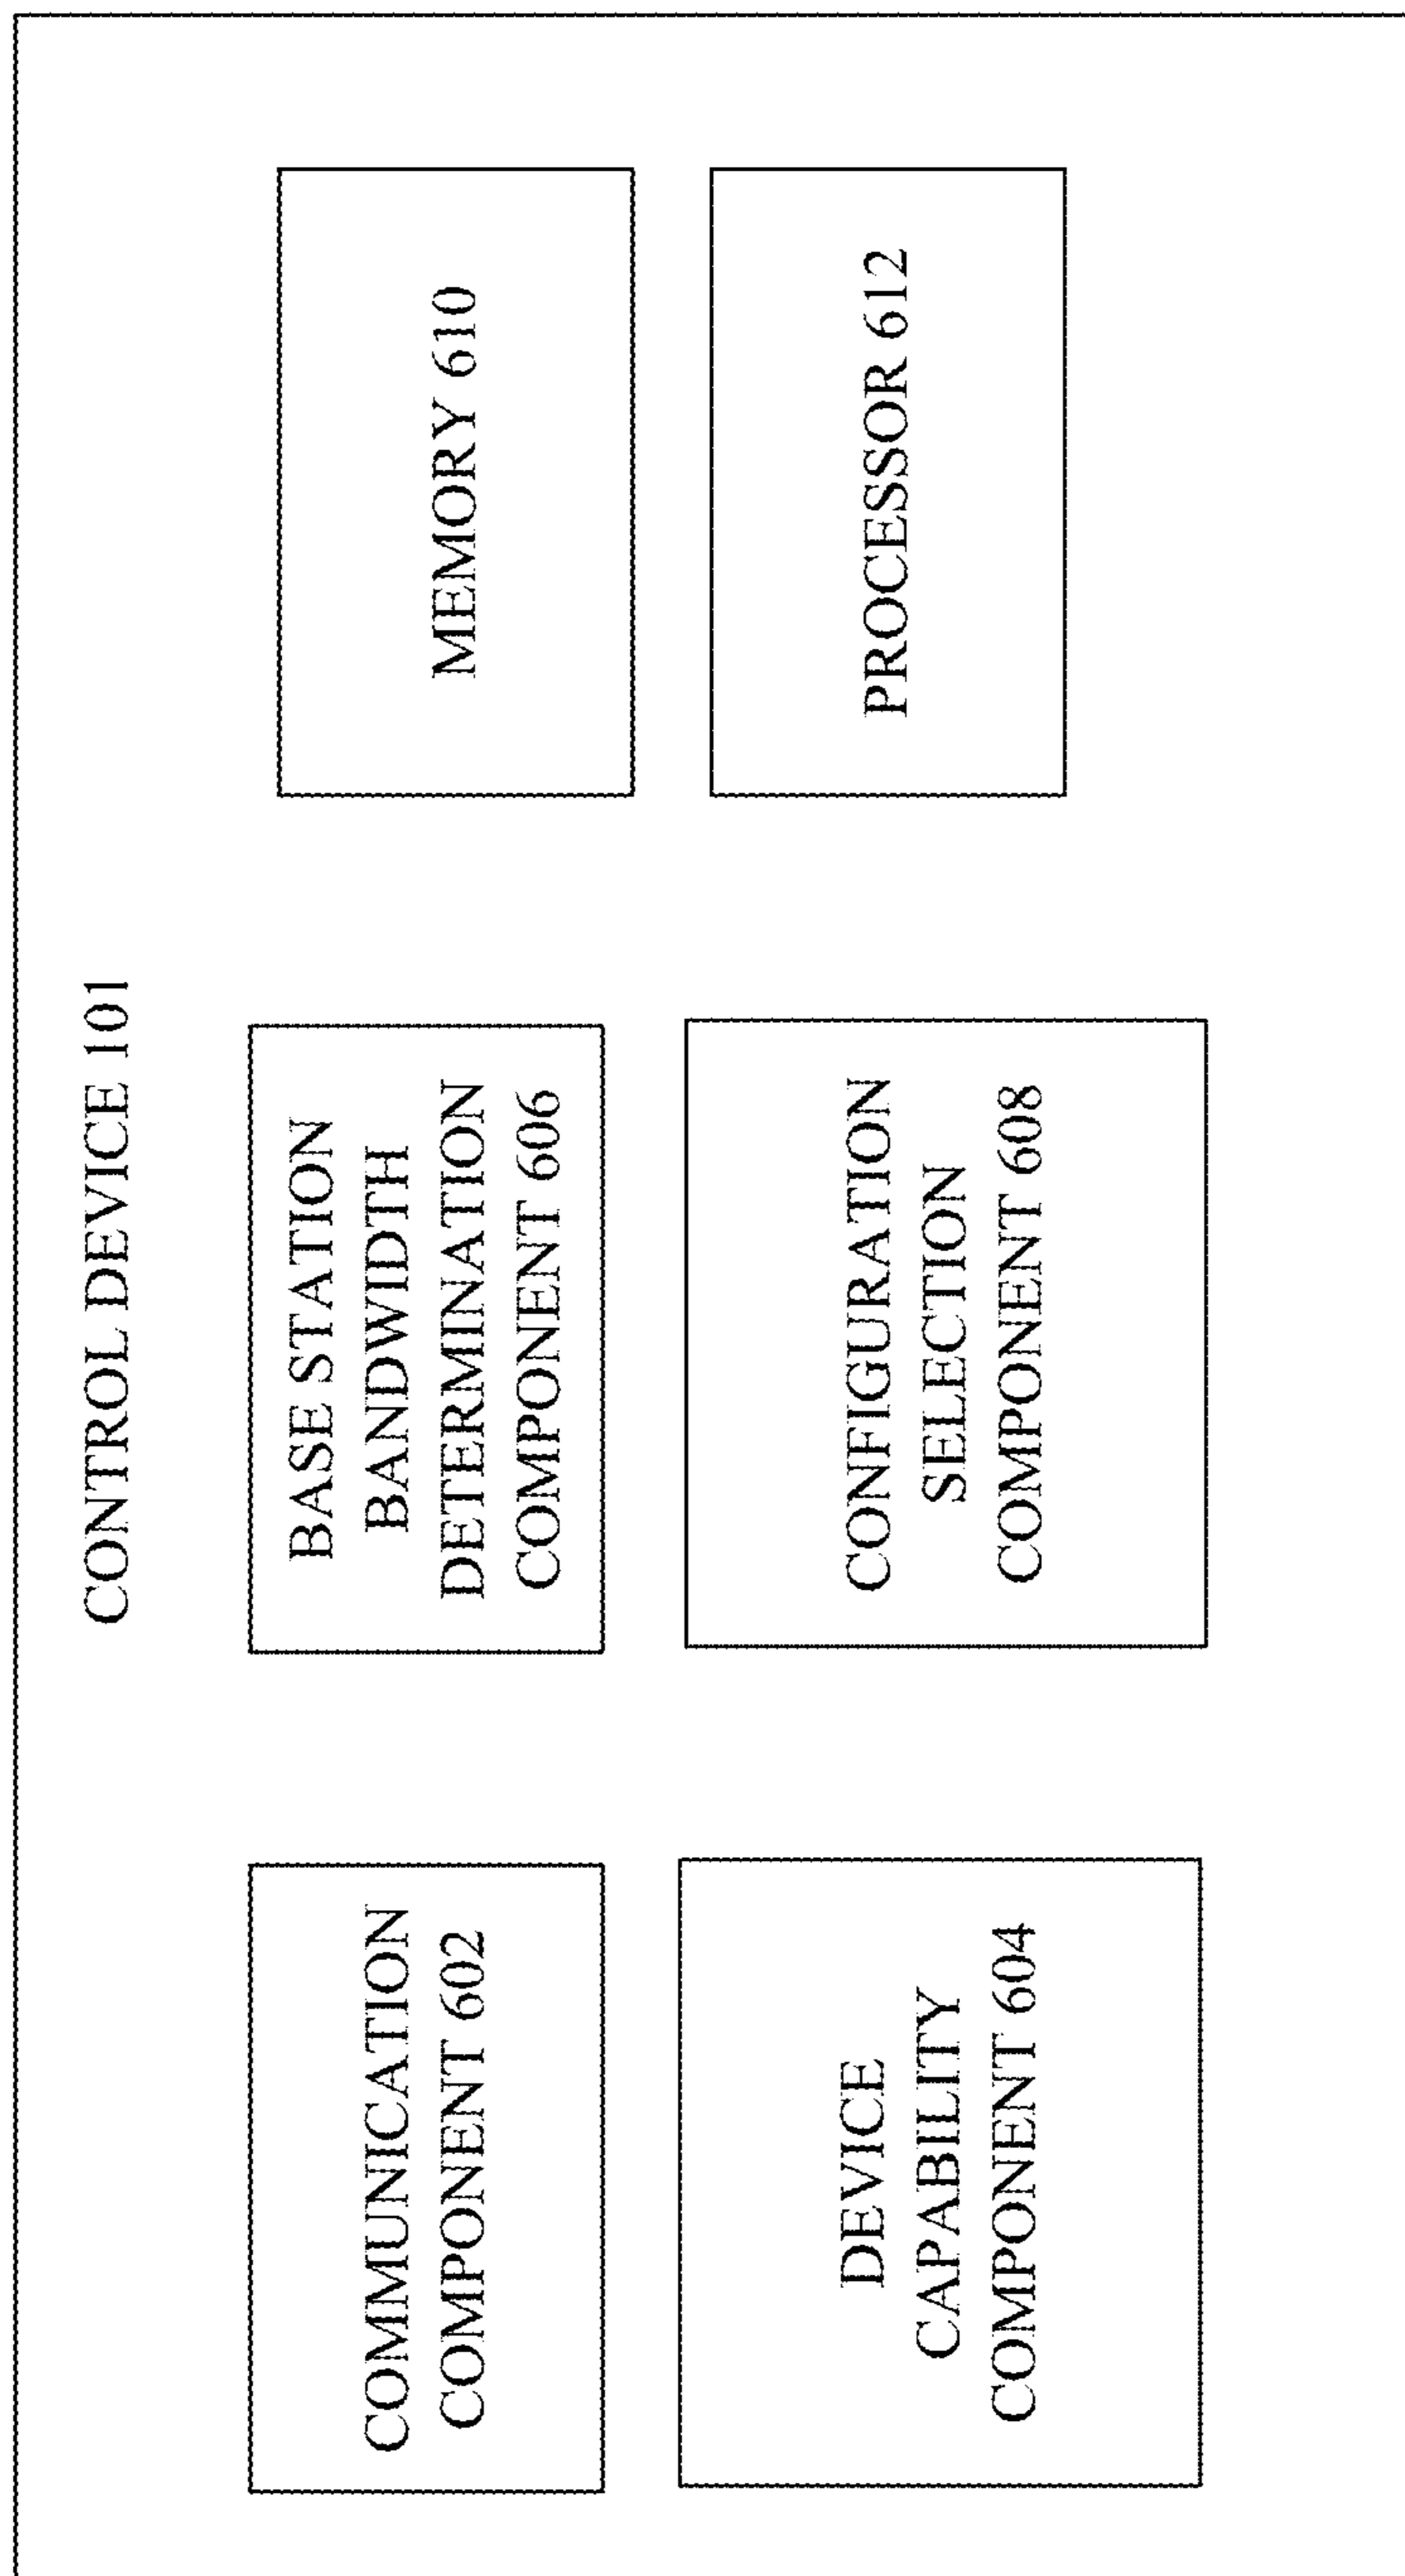 CONTROL DEVICE 101
COMMUNICATION
COMPONENT 602
BASE STATION
BANDWIDTH
DETERMINATION
COMPONENT 606
MEMORY 610
DEVICE
CAPABILITY
COMPONENT 604
CONFIGURATION
SELECTION
COMPONENT 608
PROCESSOR 612